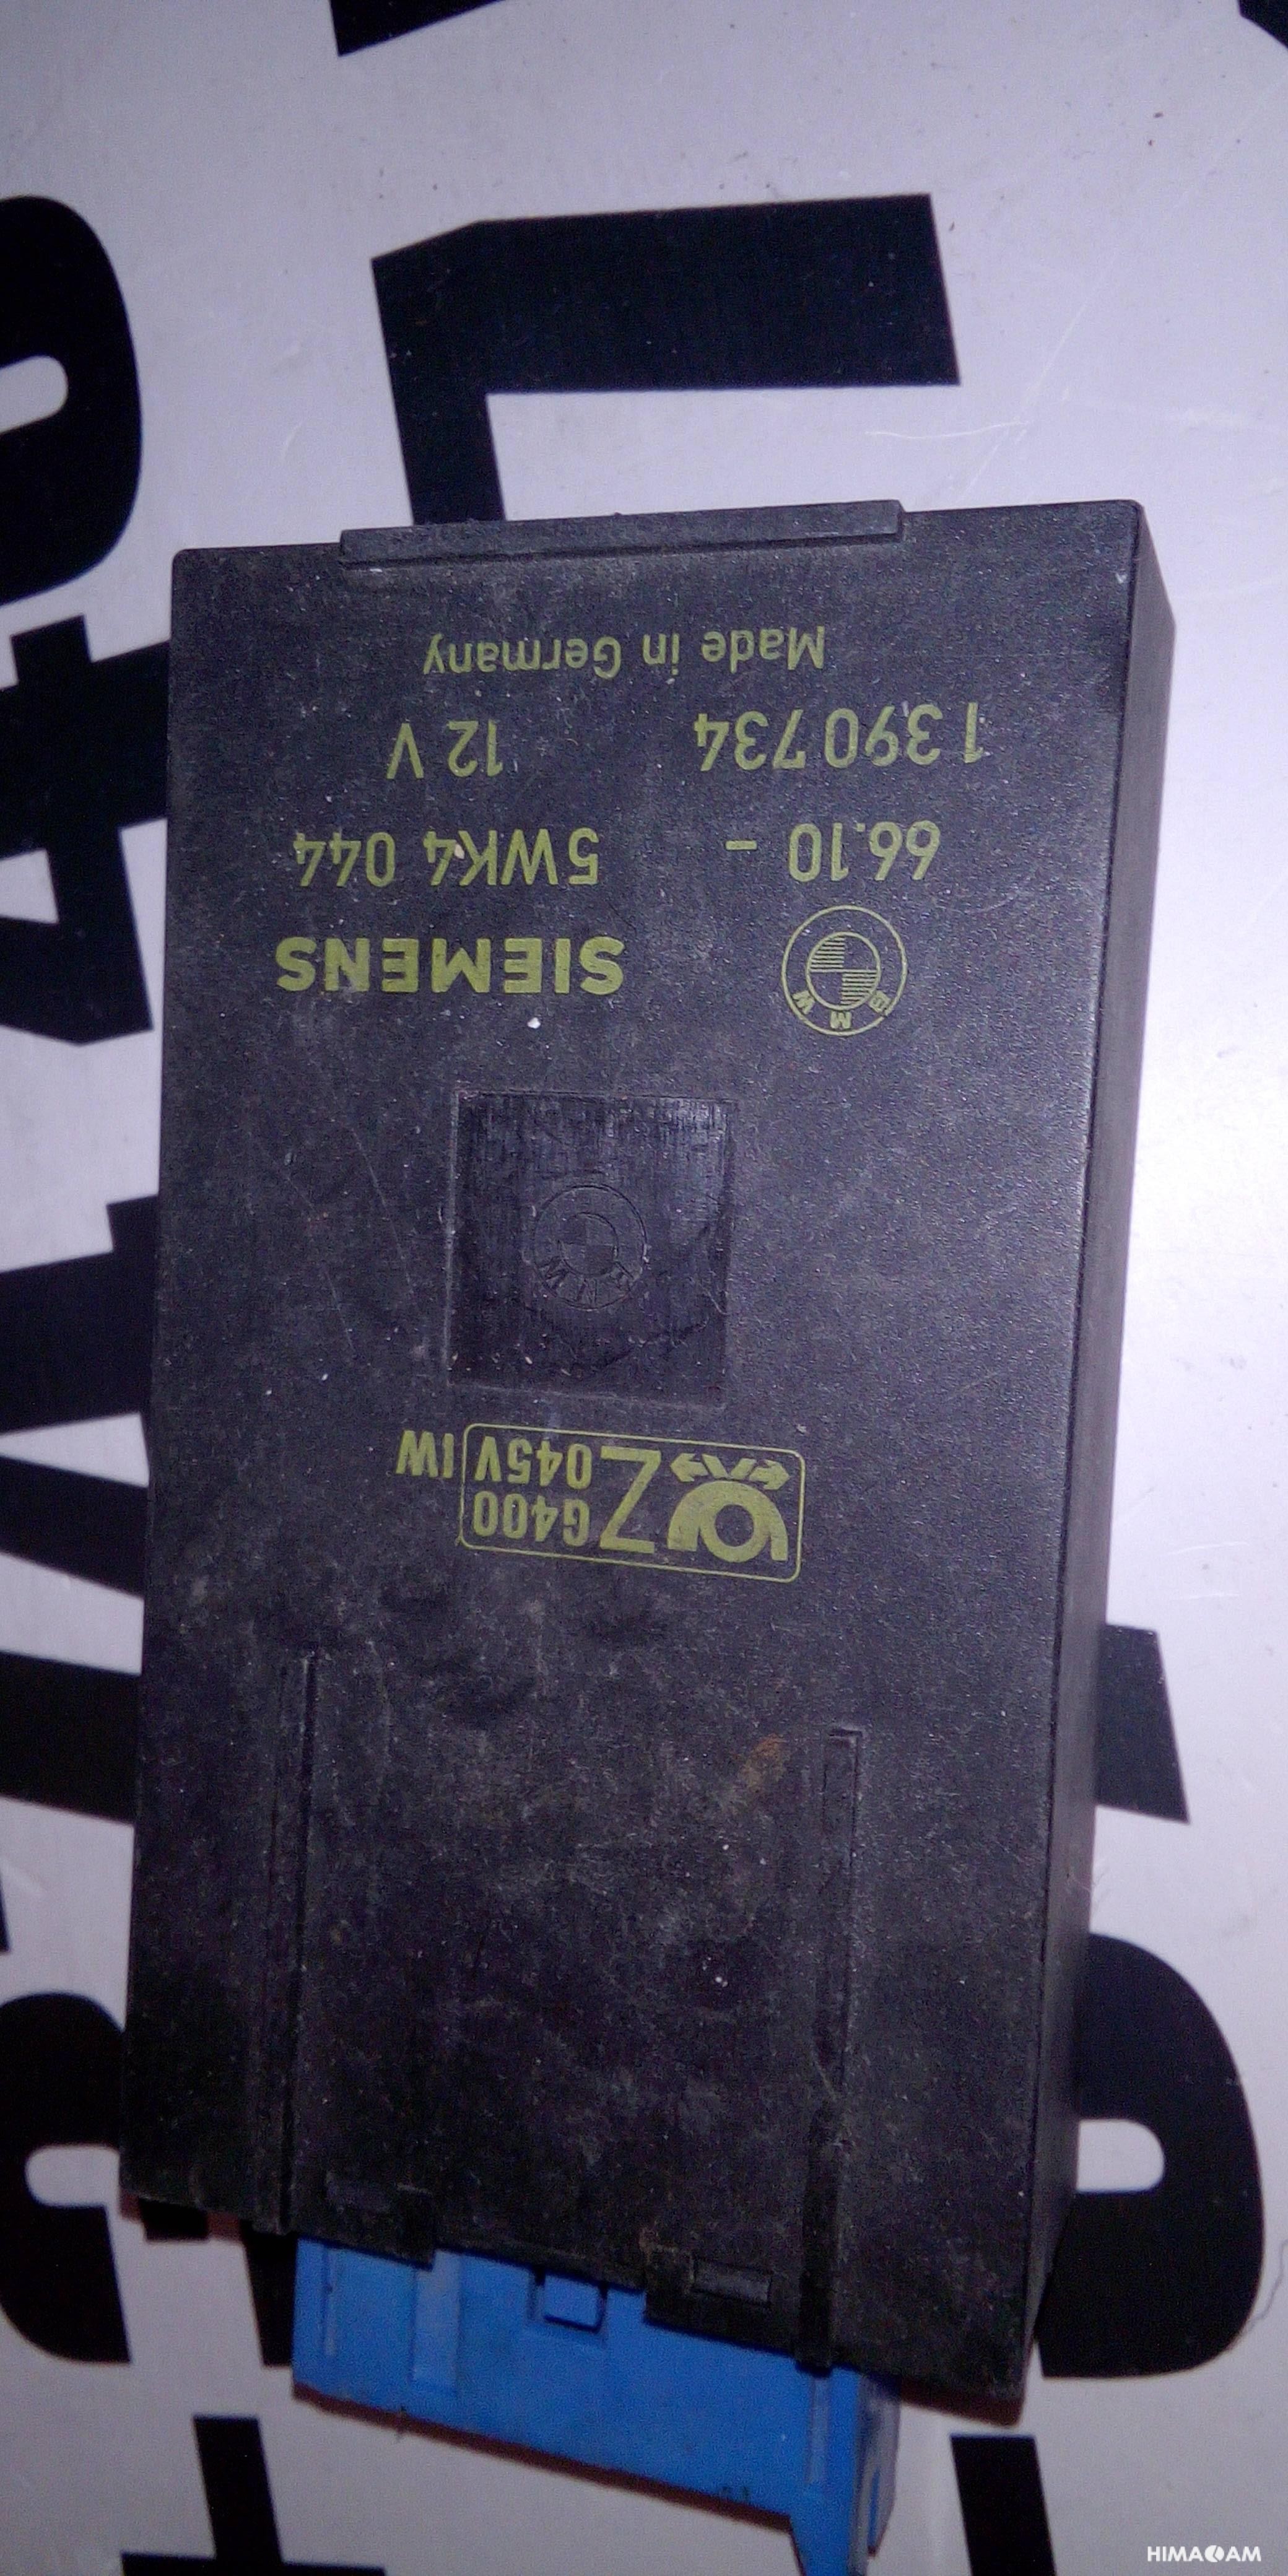 G400
Z 045V IW
BMW SIEMENS
66.10 - 5WK4 044
1 390 734 12 V
Made in Germany
HIMACAM